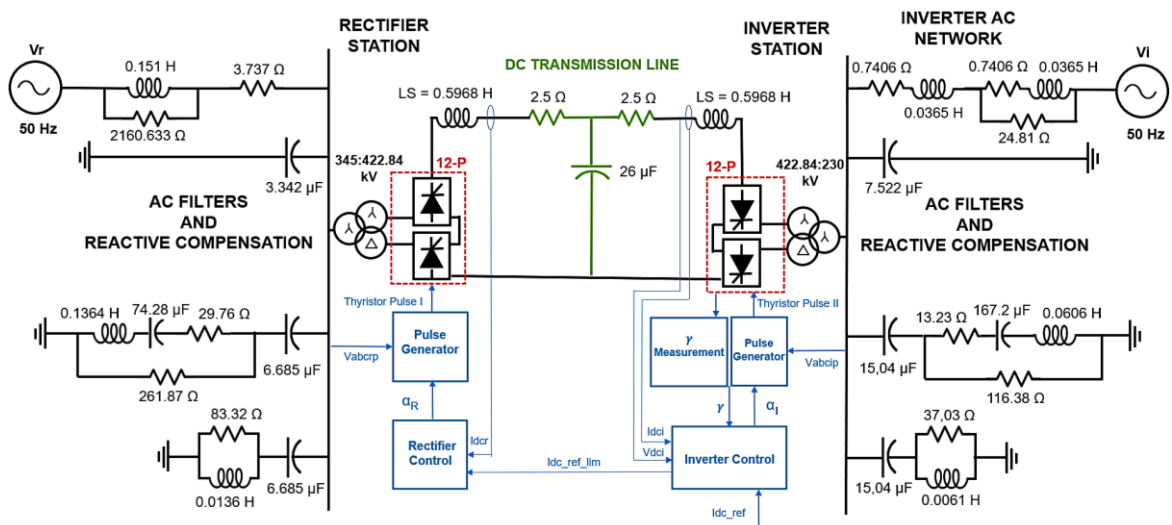 Vr
50 Hz
0.151 H
3.737 Ω
2160.633 Ω
3.342 µF
RECTIFIER
STATION
AC FILTERS
AND
REACTIVE COMPENSATION
0.1364 H
74.28 µF
29.76 Ω
261.87 Ω
6.685 µF
83.32 Ω
0.0136 H
6.685 µF
345:422.84
kV
12-P
LS = 0.5968 H
DC TRANSMISSION LINE
2.5 Ω
2.5 Ω
26 µF
LS = 0.5968 H
12-P
422.84:230
kV
INVERTER
STATION
INVERTER AC
NETWORK
0.7406 Ω
0.0365 H
0.7406 Ω
0.0365 H
24.81 Ω
Vi
50 Hz
7.522 µF
AC FILTERS
AND
REACTIVE COMPENSATION
15,04 µF
13.23 Ω
167.2 µF
0.0606 H
116.38 Ω
15,04 µF
37,03 Ω
0.0061 H
Thyristor Pulse I
Pulse
Generator
Vabcrp
αR
Rectifier
Control
Idcr
Idc_ref_lim
Thyristor Pulse II
γ
Measurement
Pulse
Generator
Vabcip
γ
αI
Idci
Vdci
Inverter Control
Idc_ref